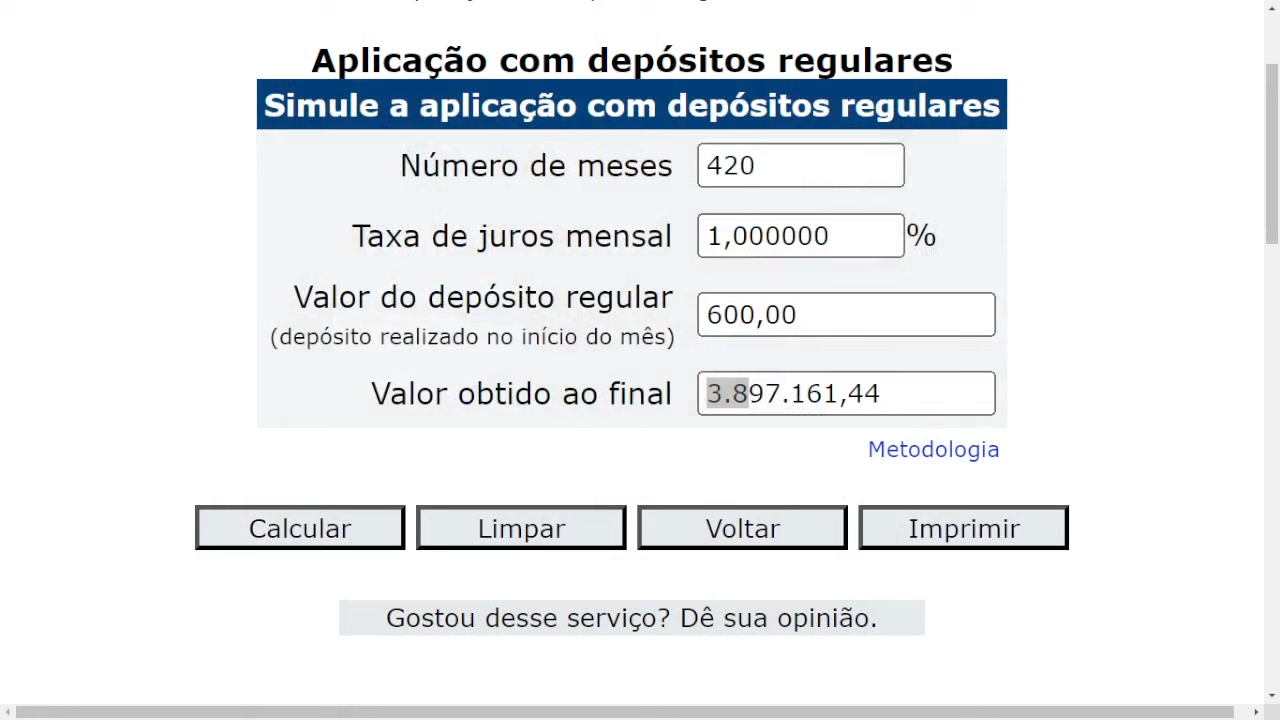 Aplicação com depósitos regulares
Simule a aplicação com depósitos regulares
Número de meses 420
Taxa de juros mensal 1,000000 %
Valor do depósito regular
(depósito realizado no início do mês) 600,00
Valor obtido ao final 3.897.161,44
Metodologia
Calcular Limpar Voltar Imprimir
Gostou desse serviço? Dê sua opinião.